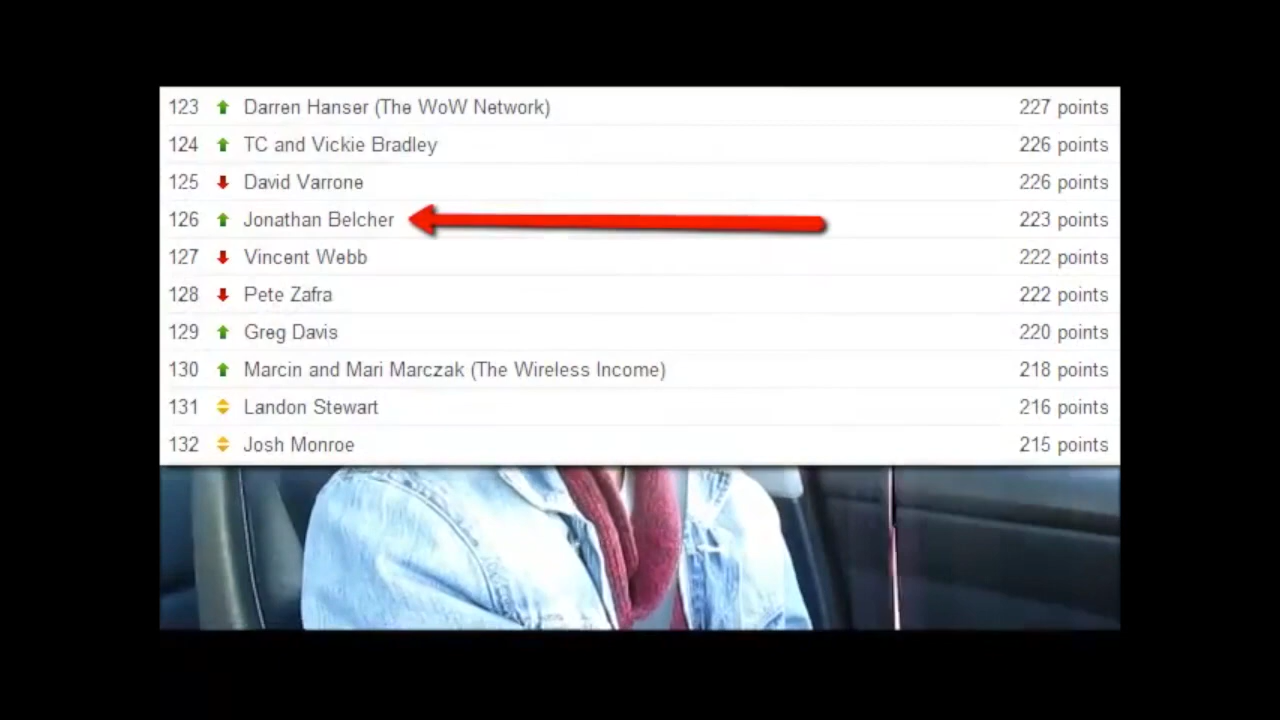 123 Darren Hanser (The WoW Network) 227 points
124 TC and Vickie Bradley 226 points
125 David Varrone 226 points
126 Jonathan Belcher 223 points
127 Vincent Webb 222 points
128 Pete Zafra 222 points
129 Greg Davis 220 points
130 Marcin and Mari Marczak (The Wireless Income) 218 points
131 Landon Stewart 216 points
132 Josh Monroe 215 points